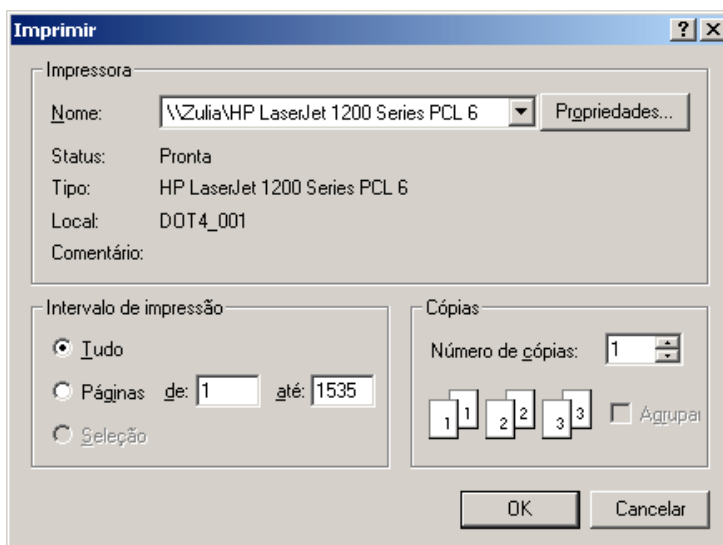 Imprimir
Impressora
Nome: \\Zulia\HP LaserJet 1200 Series PCL 6 Propriedades...
Status: Pronta
Tipo: HP LaserJet 1200 Series PCL 6
Local: DOT4_001
Comentário:
Intervalo de impressão
Tudo
Páginas de: 1 até: 1535
Seleção
Cópias
Número de cópias: 1
1 1 2 2 3 3 Agrupar
OK Cancelar